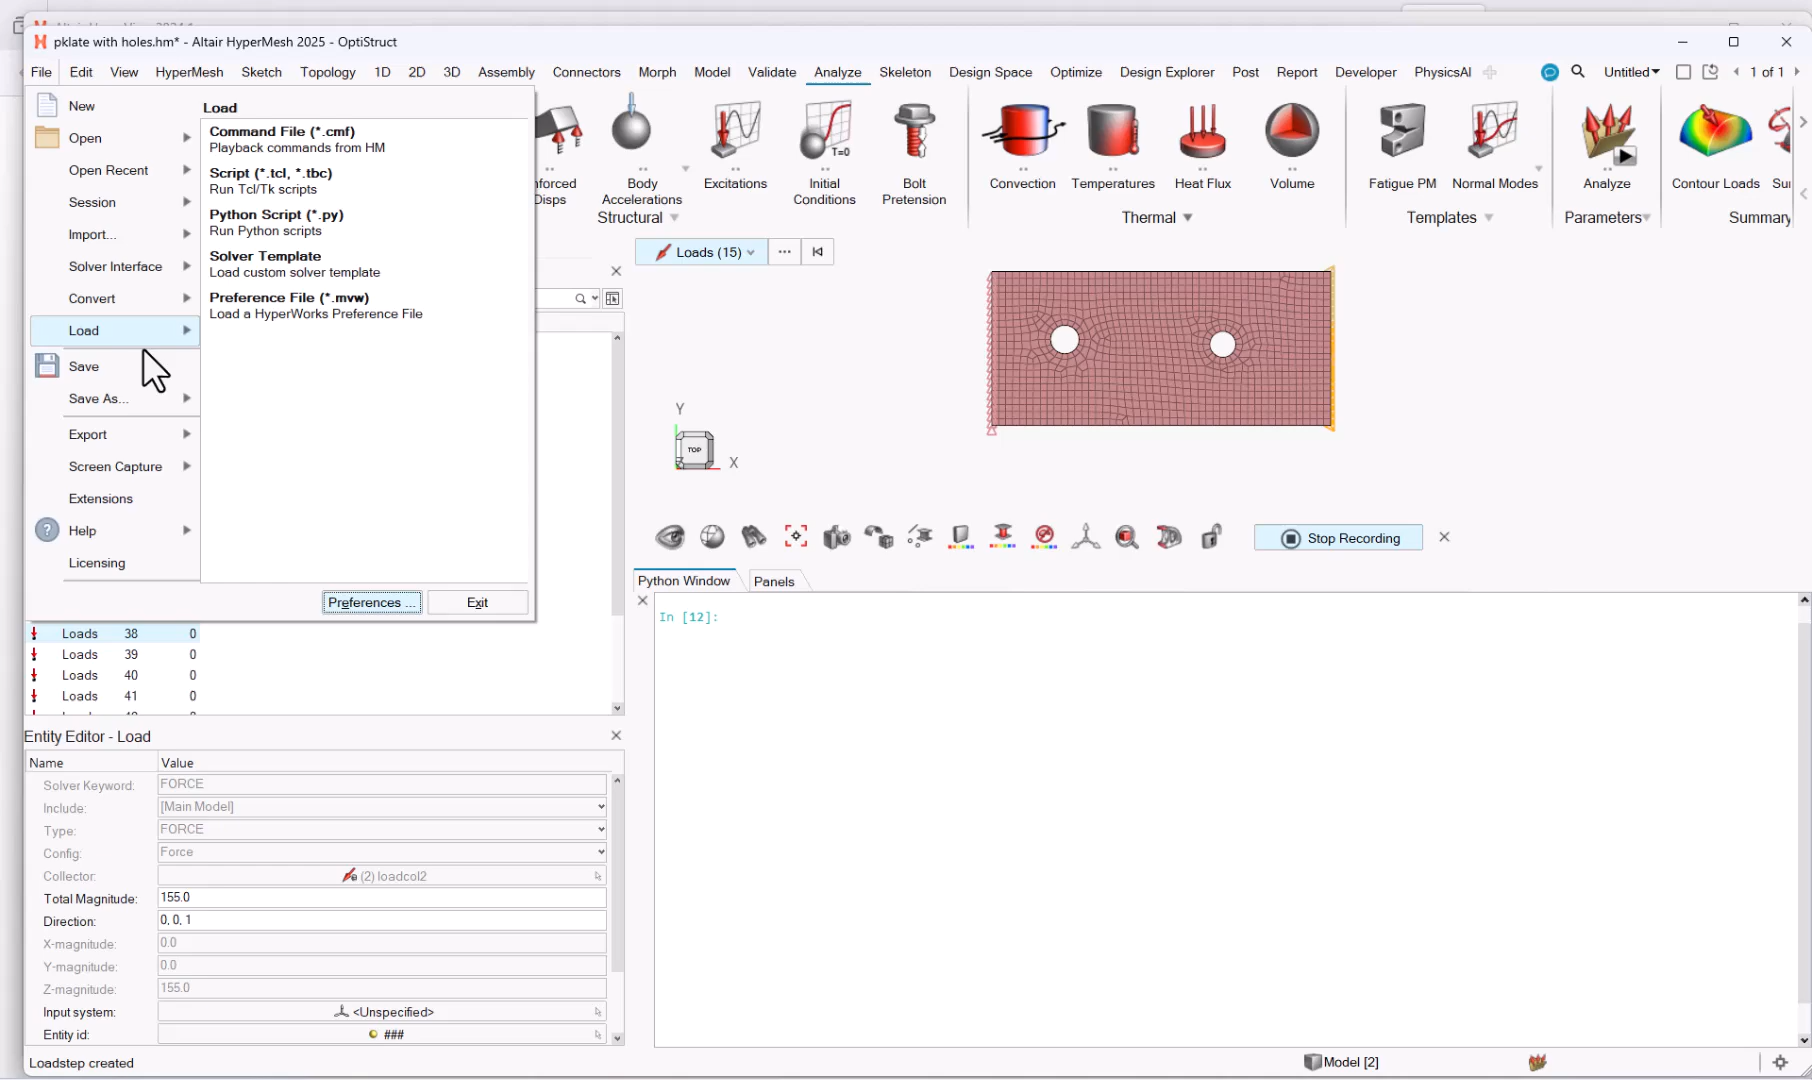 pklate with holes.hm* - Altair HyperMesh 2025 - OptiStruct
File Edit View HyperMesh Sketch Topology 1D 2D 3D Assembly Connectors Morph Model Validate Analyze Skeleton Design Space Optimize Design Explorer Post Report Developer PhysicsAI Untitled 1 of 1
New
Open
Open Recent
Session
Import...
Solver Interface
Convert
Load
Save
Save As...
Export
Screen Capture
Extensions
Help
Licensing
Load
Command File (*.cmf)
Playback commands from HM
Script (*.tcl, *.tbc)
Run Tcl/Tk scripts
Python Script (*.py)
Run Python scripts
Solver Template
Load custom solver template
Preference File (*.mvw)
Load a HyperWorks Preference File
Preferences ... Exit
T=0
nforced
Disps
Body
Accelerations
Excitations
Initial
Conditions
Bolt
Pretension
Structural
Convection Temperatures Heat Flux Volume
Thermal
Fatigue PM Normal Modes
Templates
Analyze
Parameters
Contour Loads Su
Summary
Loads (15)
Y
TOP
X
Stop Recording
Python Window Panels
In [12]:
Loads 38 0
Loads 39 0
Loads 40 0
Loads 41 0
Entity Editor - Load
Name Value
Solver Keyword: FORCE
Include: [Main Model]
Type: FORCE
Config: Force
Collector: (2) loadcol2
Total Magnitude: 155.0
Direction: 0, 0, 1
X-magnitude: 0.0
Y-magnitude: 0.0
Z-magnitude: 155.0
Input system: <Unspecified>
Entity id: ###
Loadstep created
Model [2]